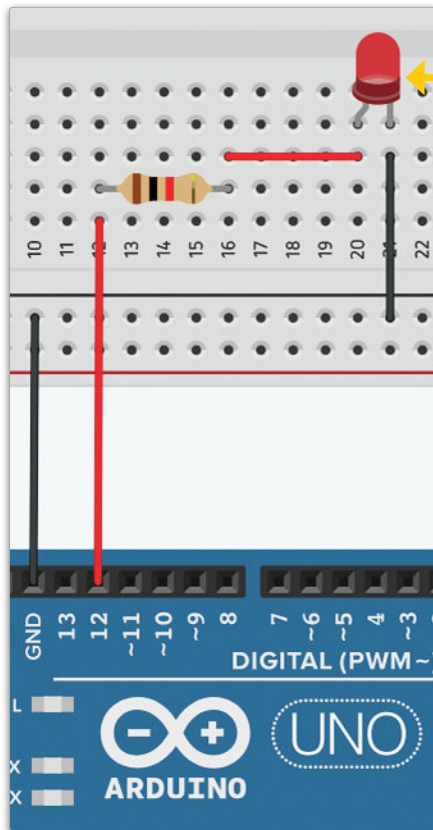 10 11 12 13 14 15 16 17 18 19 20 21 22
GND 13 12 ~11 ~10 ~9 8 7 ~6 ~5 4 ~3
DIGITAL (PWM~)
L
UNO
X
X
ARDUINO